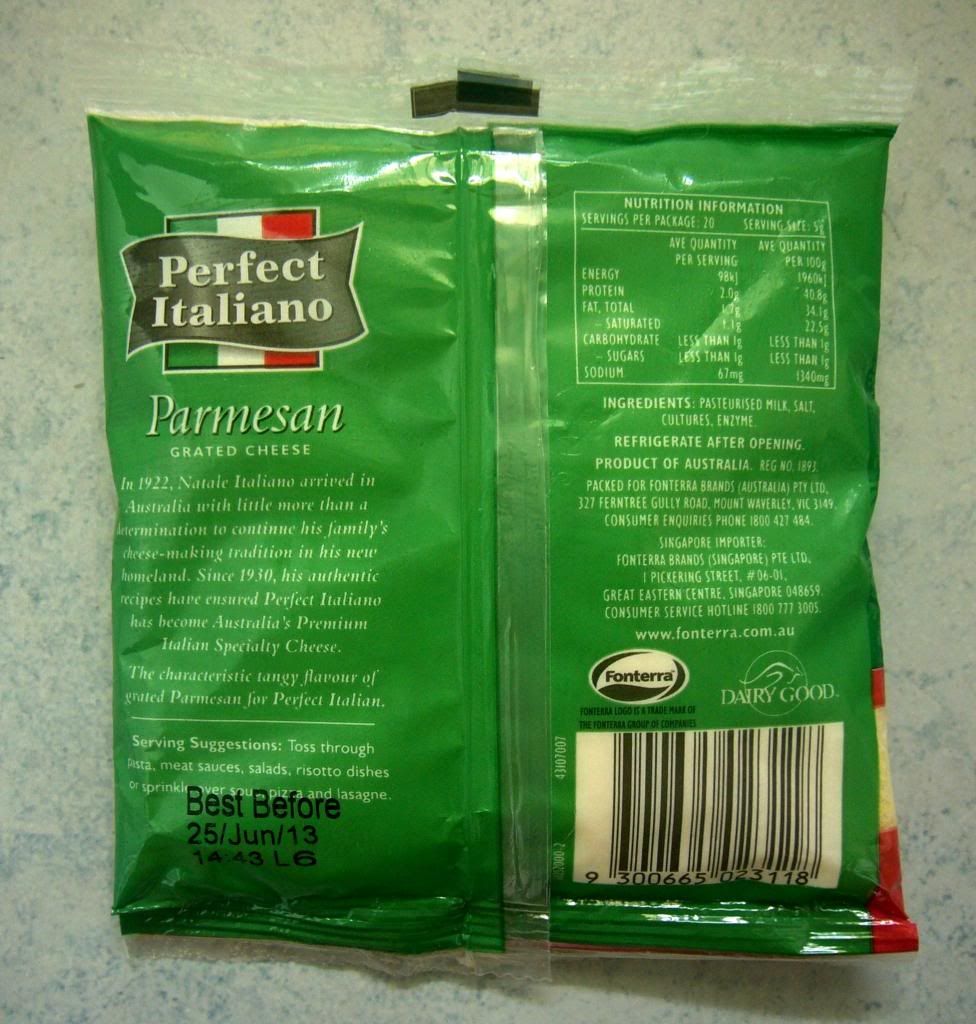 Perfect
Italiano
Parmesan
GRATED CHEESE
In 1922, Natale Italiano arrived in
Australia with little more than a
determination to continue his family's
cheese-making tradition in his new
homeland. Since 1930, his authentic
recipes have ensured Perfect Italiano
has become Australia's Premium
Italian Specialty Cheese.
The characteristic tangy flavour of
grated Parmesan for Perfect Italian.
Serving Suggestions: Toss through
pasta, meat sauces, salads, risotto dishes
or sprinkle over soup, pizza and lasagne.
Best Before
25/Jun/13
14:43 L6
NUTRITION INFORMATION
SERVINGS PER PACKAGE: 20 SERVING SIZE: 5g
AVE QUANTITY AVE QUANTITY
PER SERVING PER 100g
ENERGY 98kJ 1960kJ
PROTEIN 2.0g 40.8g
FAT, TOTAL 1.7g 34.1g
– SATURATED 1.1g 22.5g
CARBOHYDRATE LESS THAN 1g LESS THAN 1g
– SUGARS LESS THAN 1g LESS THAN 1g
SODIUM 67mg 1340mg
INGREDIENTS: PASTEURISED MILK, SALT,
CULTURES, ENZYME.
REFRIGERATE AFTER OPENING.
PRODUCT OF AUSTRALIA. REG NO. 1893.
PACKED FOR FONTERRA BRANDS (AUSTRALIA) PTY LTD,
327 FERNTREE GULLY ROAD, MOUNT WAVERLEY, VIC 3149.
CONSUMER ENQUIRIES PHONE 1800 427 484.
SINGAPORE IMPORTER:
FONTERRA BRANDS (SINGAPORE) PTE LTD,
1 PICKERING STREET, #06-01,
GREAT EASTERN CENTRE, SINGAPORE 048659.
CONSUMER SERVICE HOTLINE 1800 777 3005.
www.fonterra.com.au
Fonterra
DAIRY GOOD
FONTERRA LOGO IS A TRADE MARK OF
THE FONTERRA GROUP OF COMPANIES
43107007
9 300665 023118